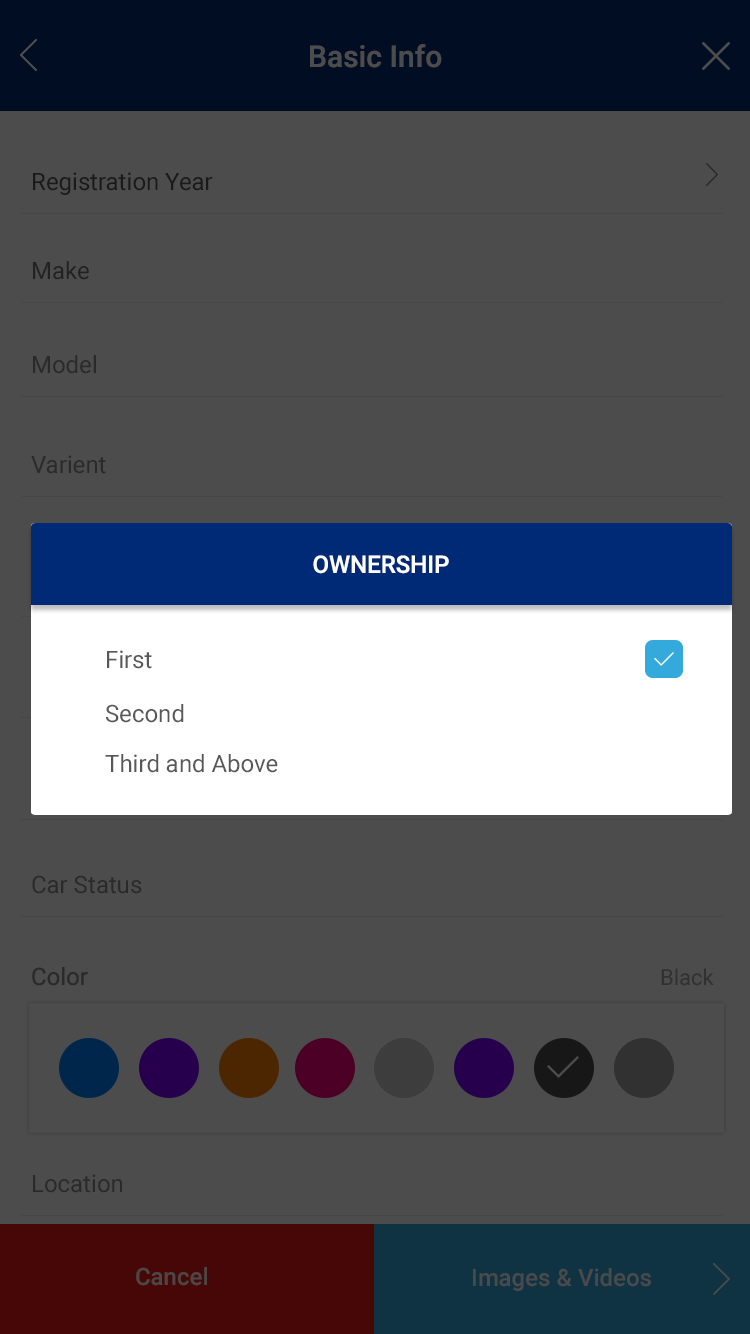 Basic Info
Registration Year
Make
Model
Varient
OWNERSHIP
First
Second
Third and Above
Car Status
Color
Black
Location
Cancel
Images & Videos